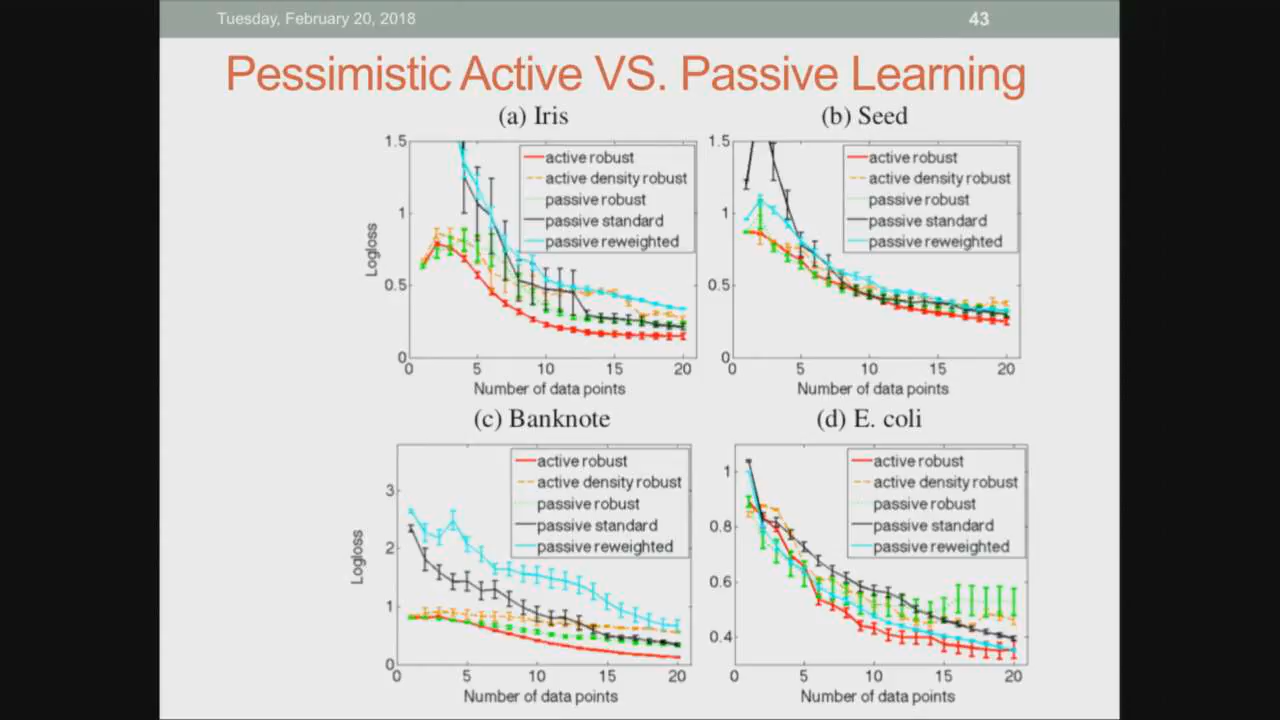 Tuesday, February 20, 2018
43
Pessimistic Active VS. Passive Learning
(a) Iris
(b) Seed
1.5
1
0.5
0
Logloss
active robust
active density robust
passive robust
passive standard
passive reweighted
0 5 10 15 20
Number of data points
1.5
1
0.5
0
active robust
active density robust
passive robust
passive standard
passive reweighted
0 5 10 15 20
Number of data points
(c) Banknote
(d) E. coli
3
2
1
0
Logloss
active robust
active density robust
passive robust
passive standard
passive reweighted
0 5 10 15 20
Number of data points
1
0.8
0.6
0.4
active robust
active density robust
passive robust
passive standard
passive reweighted
0 5 10 15 20
Number of data points